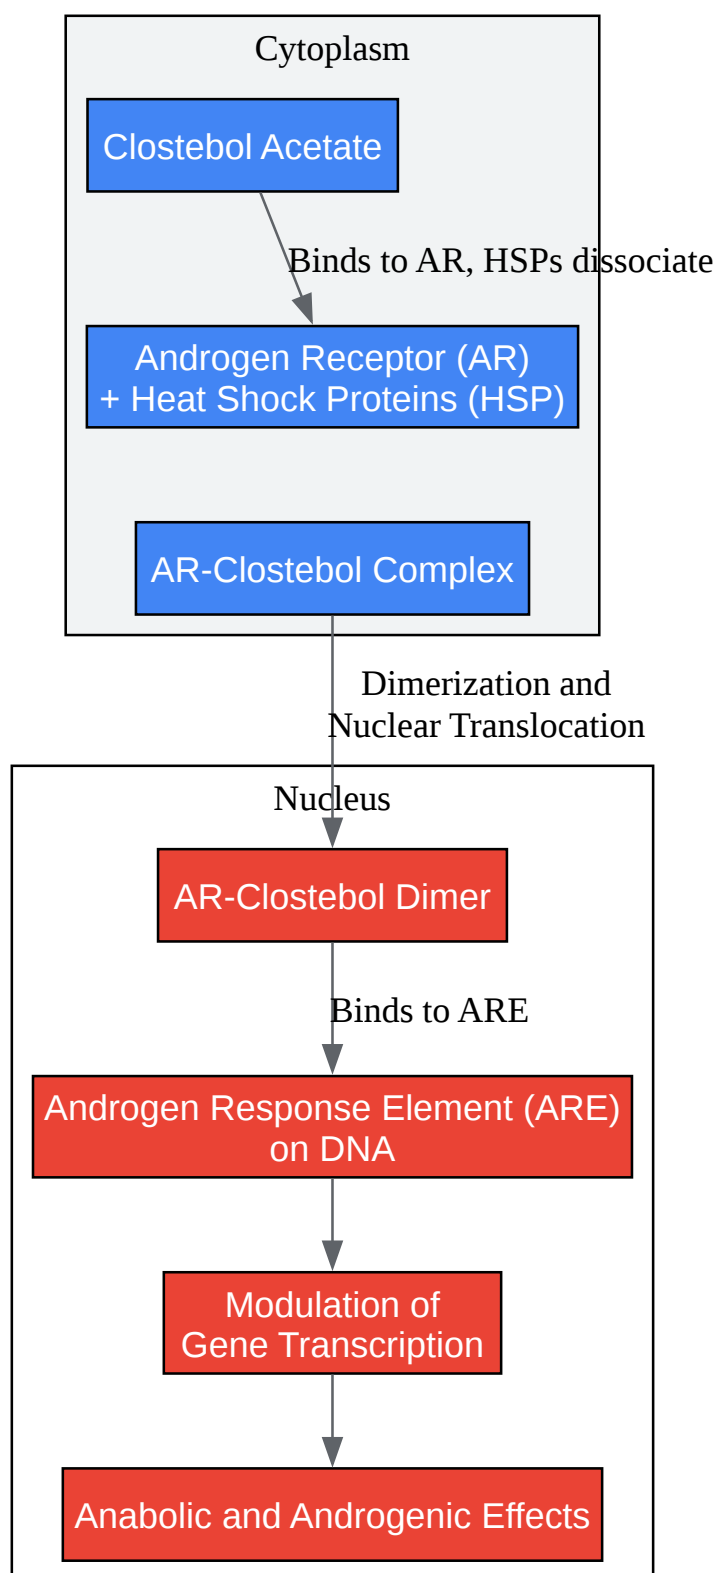 Cytoplasm
Clostebol Acetate
Binds to AR, HSPs dissociate
Androgen Receptor (AR)
+ Heat Shock Proteins (HSP)
AR-Clostebol Complex
Dimerization and
Nuclear Translocation
Nucleus
AR-Clostebol Dimer
Binds to ARE
Androgen Response Element (ARE)
on DNA
Modulation of
Gene Transcription
Anabolic and Androgenic Effects